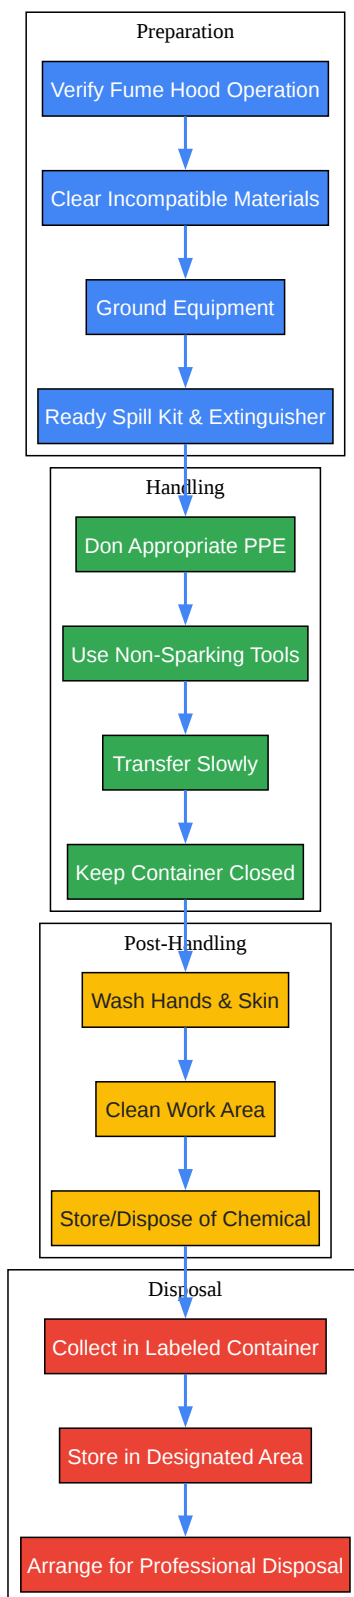 Preparation
Verify Fume Hood Operation
Clear Incompatible Materials
Ground Equipment
Ready Spill Kit & Extinguisher
Handling
Don Appropriate PPE
Use Non-Sparking Tools
Transfer Slowly
Keep Container Closed
Post-Handling
Wash Hands & Skin
Clean Work Area
Store/Dispose of Chemical
Disposal
Collect in Labeled Container
Store in Designated Area
Arrange for Professional Disposal